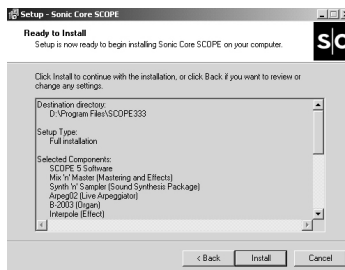 Setup - Sonic Core SCOPE
Ready to Install
Setup is now ready to begin installing Sonic Core SCOPE on your computer.
S|C
Click Install to continue with the installation, or click Back if you want to review or
change any settings.
Destination directory:
D:\Program Files\SCOPE333
Setup Type:
Full installation
Selected Components:
SCOPE 5 Software
Mix 'n' Master (Mastering and Effects)
Synth 'n' Sampler (Sound Synthesis Package)
Arpeg02 (Live Arpeggiator)
B-2003 (Organ)
Interpole (Effect)
< Back
Install
Cancel